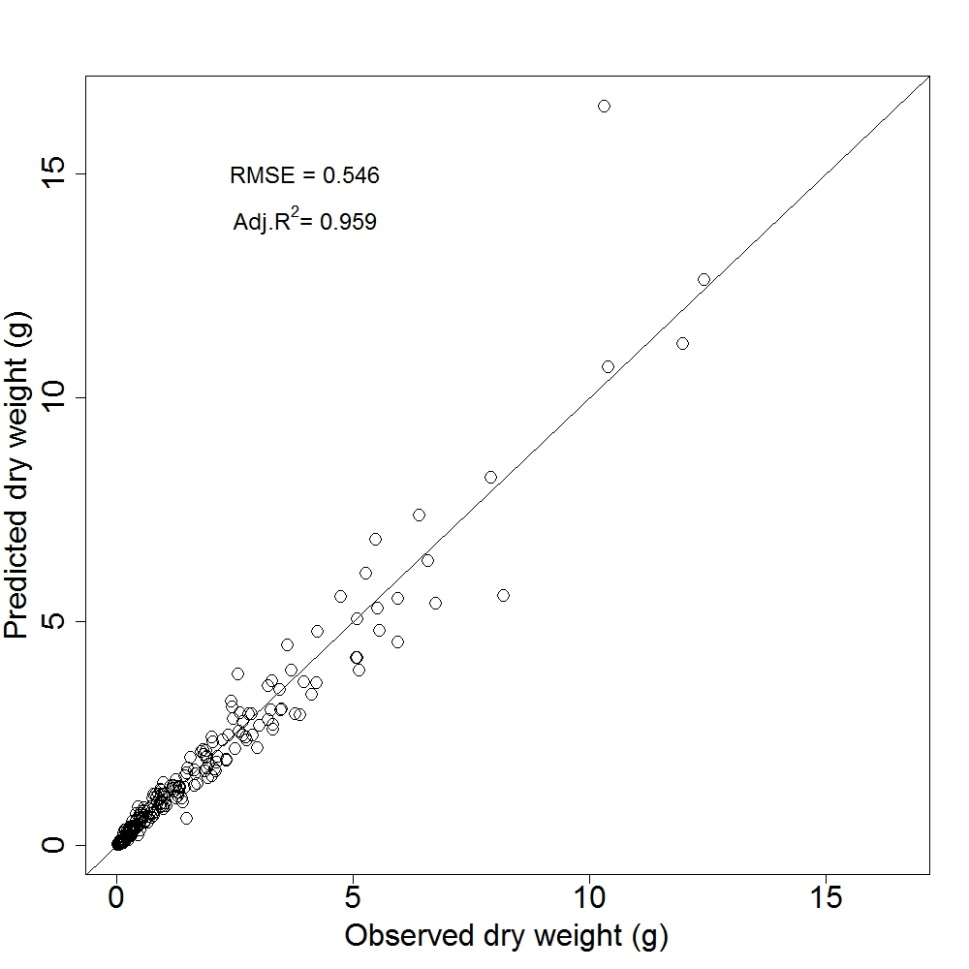 RMSE = 0.546
Adj.R²= 0.959
Predicted dry weight (g)
15
10
5
0
0 5 10 15
Observed dry weight (g)